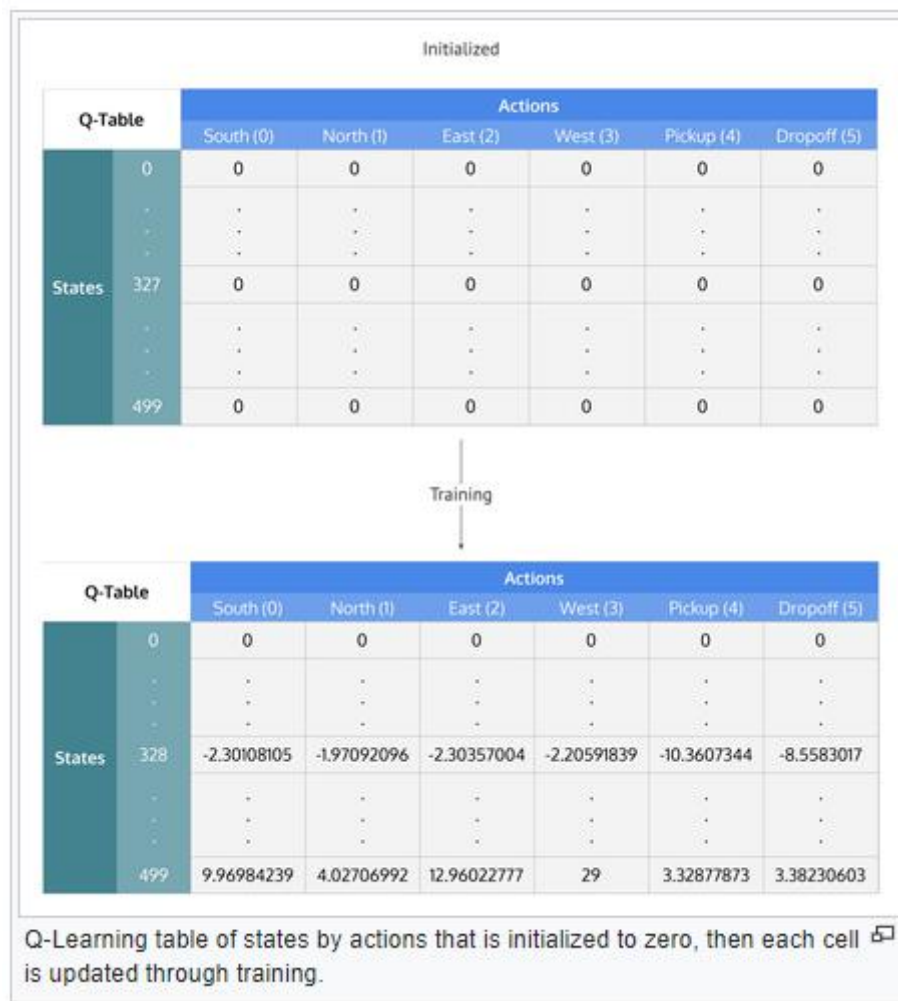 Initialized
Q-Table
Actions
South (0) North (1) East (2) West (3) Pickup (4) Dropoff (5)
0 0 0 0 0 0 0
. . . . . . .
. . . . . . .
. . . . . . .
States 327 0 0 0 0 0 0
. . . . . . .
. . . . . . .
. . . . . . .
499 0 0 0 0 0 0
Training
Q-Table
Actions
South (0) North (1) East (2) West (3) Pickup (4) Dropoff (5)
0 0 0 0 0 0 0
. . . . . . .
. . . . . . .
. . . . . . .
States 328 -2.30108105 -1.97092096 -2.30357004 -2.20591839 -10.3607344 -8.5583017
. . . . . . .
. . . . . . .
. . . . . . .
499 9.96984239 4.02706992 12.96022777 29 3.32877873 3.38230603
Q-Learning table of states by actions that is initialized to zero, then each cell
is updated through training.